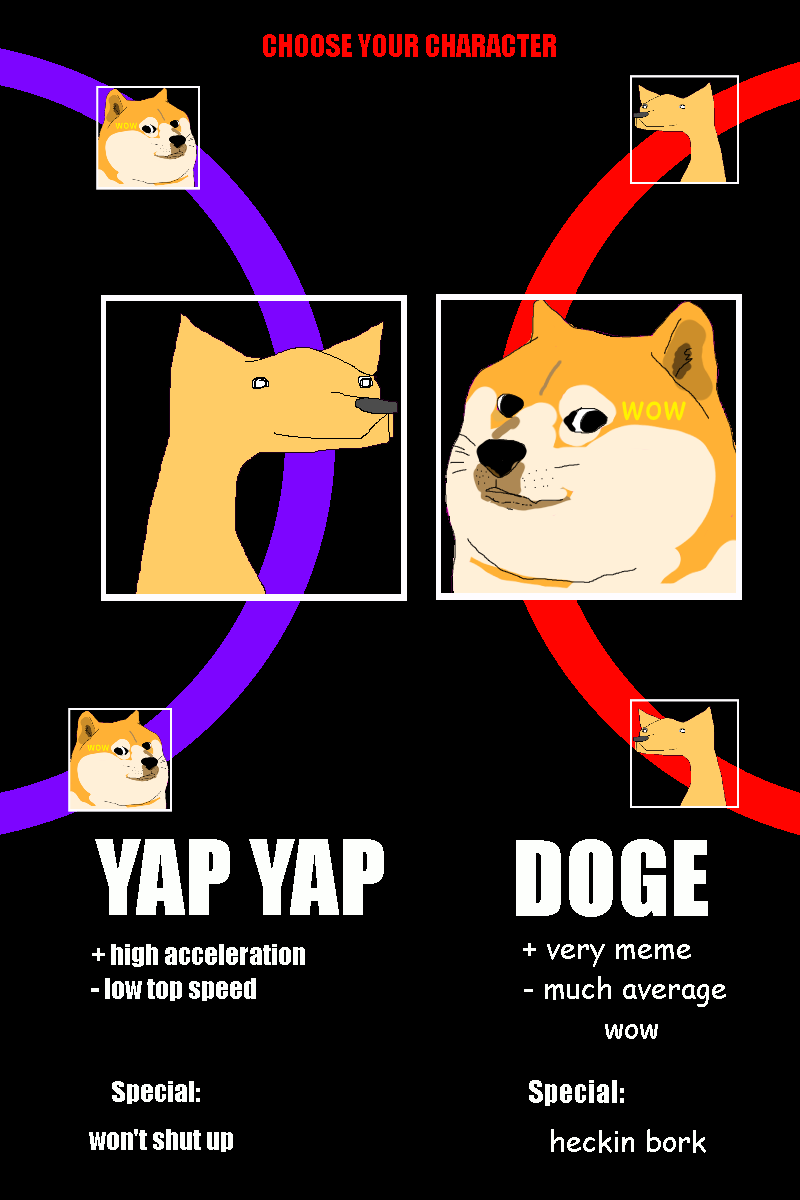 CHOOSE YOUR CHARACTER
wow
wow
wow
YAP YAP
+ high acceleration
- low top speed
Special:
won't shut up
DOGE
+ very meme
- much average
wow
Special:
heckin bork